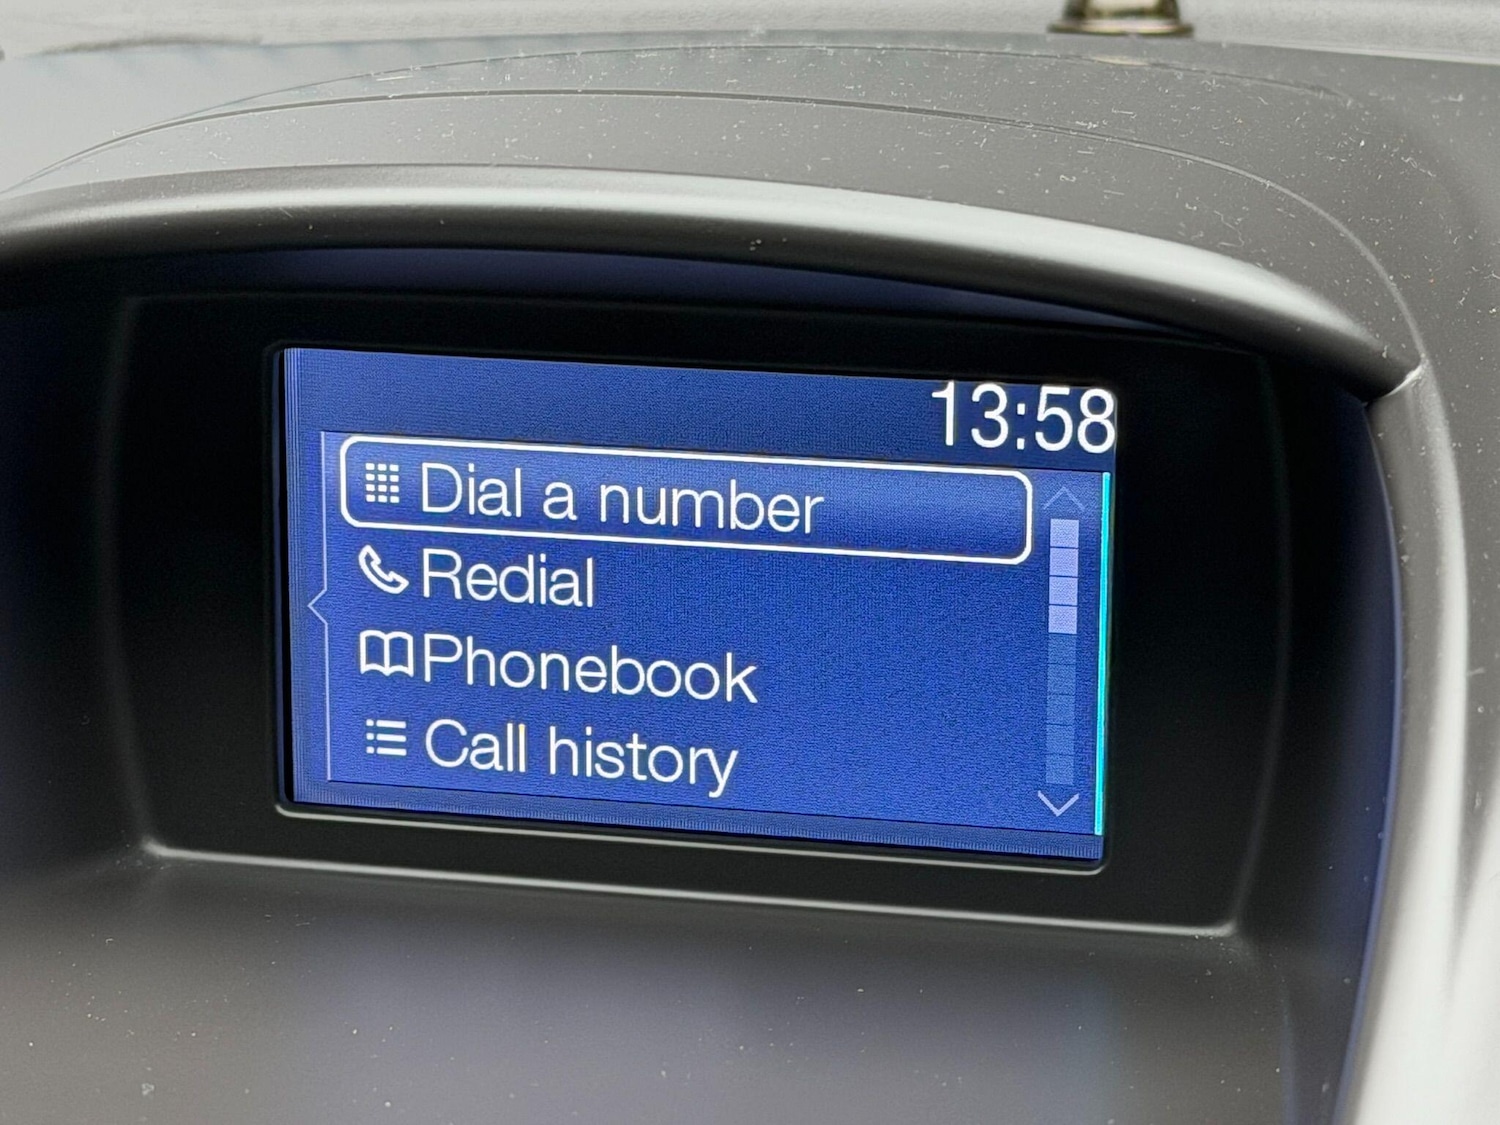 13:58
Dial a number
Redial
Phonebook
Call history